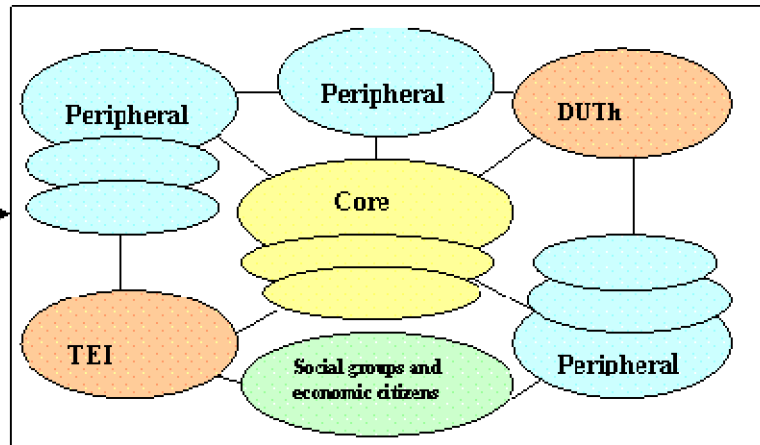 Peripheral
Peripheral
DUTh
Core
TEI
Social groups and
economic citizens
Peripheral